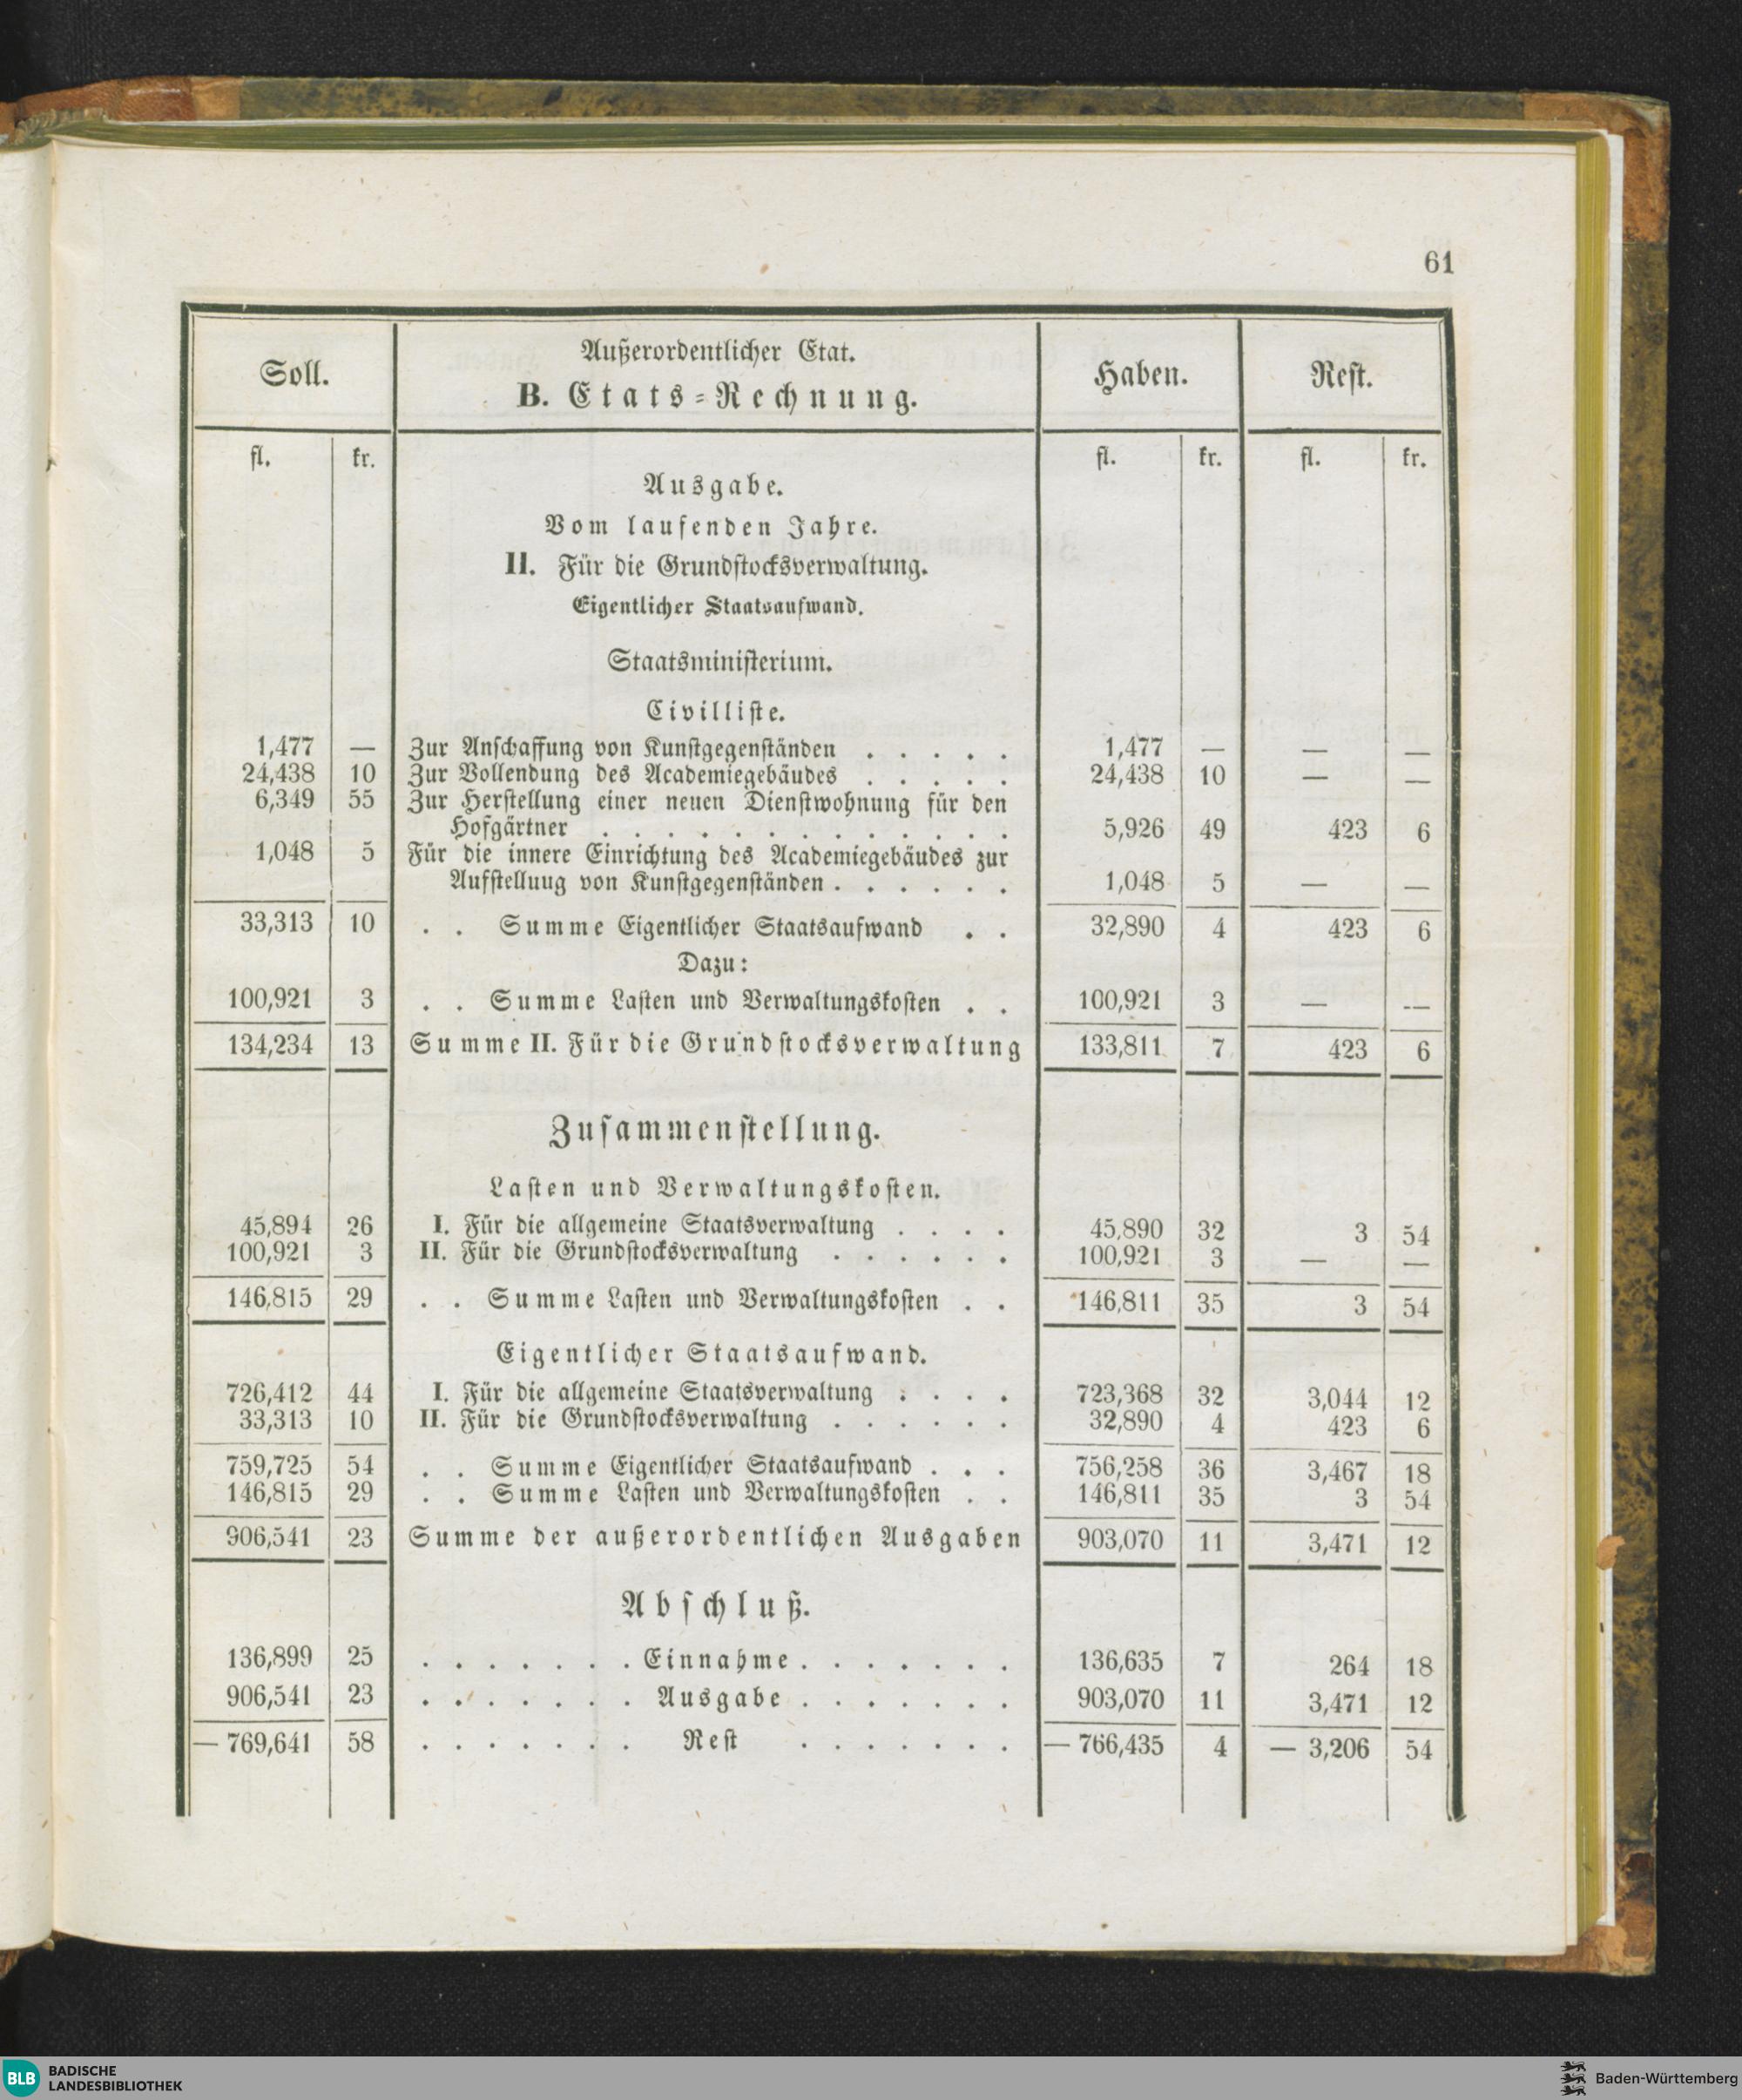 61
Soll. Außerordentlicher Etat. Haben. Rest.
B. Etats-Rechnung.
fl. kr. fl. kr. fl. kr.
Ausgabe.
Vom laufenden Jahre.
II. Für die Grundstocksverwaltung.
Eigentlicher Staatsaufwand.
Staatsministerium.
Civilliste.
1,477 — Zur Anschaffung von Kunstgegenständen . . . . . 1,477 — — —
24,438 10 Zur Vollendung des Academiegebäudes . . . . . 24,438 10 — —
6,349 55 Zur Herstellung einer neuen Dienstwohnung für den
Hofgärtner . . . . . . . . . . . . . 5,926 49 423 6
1,048 5 Für die innere Einrichtung des Academiegebäudes zur
Aufstelluug von Kunstgegenständen . . . . . . 1,048 5 — —
33,313 10 . . Summe Eigentlicher Staatsaufwand . . 32,890 4 423 6
Dazu:
100,921 3 . . Summe Lasten und Verwaltungskosten . . 100,921 3 — —
134,234 13 Summe II. Für die Grundstocksverwaltung 133,811 7 423 6
Zusammenstellung.
Lasten und Verwaltungskosten.
45,894 26 I. Für die allgemeine Staatsverwaltung . . . . 45,890 32 3 54
100,921 3 II. Für die Grundstocksverwaltung . . . . . . 100,921 3 — —
146,815 29 . . Summe Lasten und Verwaltungskosten . . 146,811 35 3 54
Eigentlicher Staatsaufwand.
726,412 44 I. Für die allgemeine Staatsverwaltung . . . . 723,368 32 3,044 12
33,313 10 II. Für die Grundstocksverwaltung . . . . . . 32,890 4 423 6
759,725 54 . . Summe Eigentlicher Staatsaufwand . . . 756,258 36 3,467 18
146,815 29 . . Summe Lasten und Verwaltungskosten . . 146,811 35 3 54
906,541 23 Summe der außerordentlichen Ausgaben 903,070 11 3,471 12
Abschluß.
136,899 25 . . . . . . . Einnahme . . . . . . . 136,635 7 264 18
906,541 23 . . . . . . . Ausgabe . . . . . . . 903,070 11 3,471 12
— 769,641 58 . . . . . . . Rest . . . . . . . — 766,435 4 — 3,206 54
BLB BADISCHE
LANDESBIBLIOTHEK
Baden-Württemberg